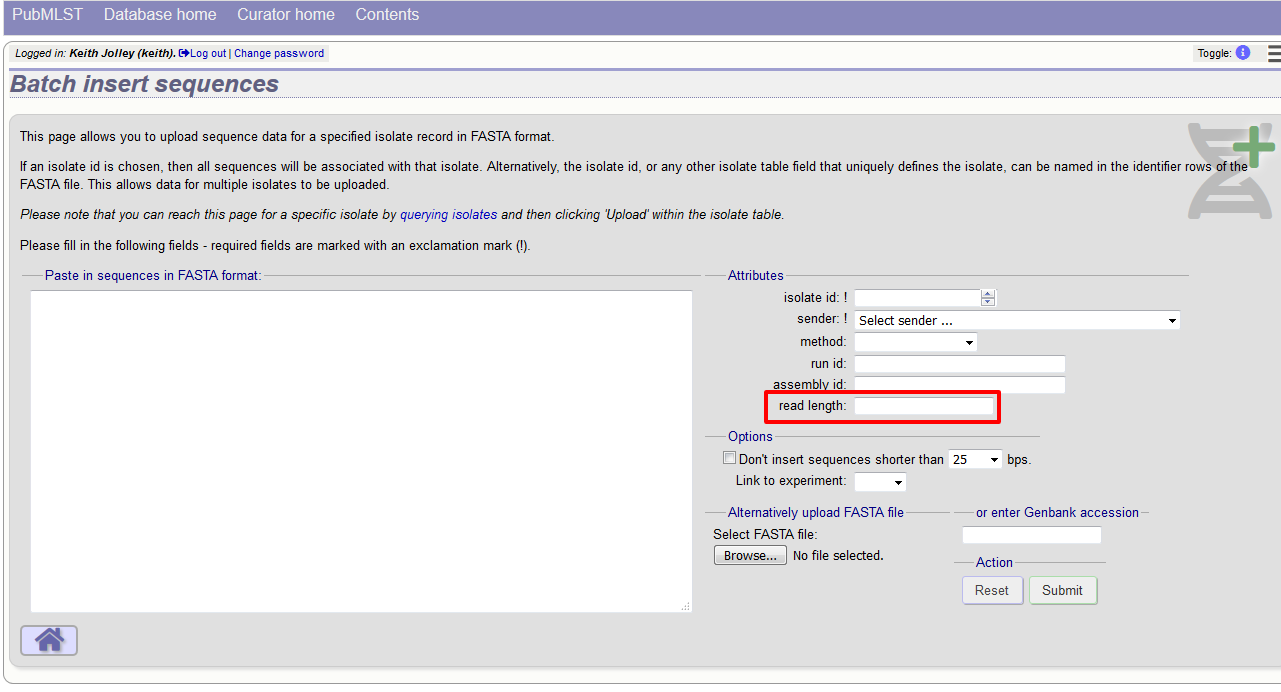 PubMLST Database home Curator home Contents
Logged in: Keith Jolley (keith). Log out | Change password
Toggle: i
Batch insert sequences
This page allows you to upload sequence data for a specified isolate record in FASTA format.
If an isolate id is chosen, then all sequences will be associated with that isolate. Alternatively, the isolate id, or any other isolate table field that uniquely defines the isolate, can be named in the identifier rows of the
FASTA file. This allows data for multiple isolates to be uploaded.
Please note that you can reach this page for a specific isolate by querying isolates and then clicking 'Upload' within the isolate table.
Please fill in the following fields - required fields are marked with an exclamation mark (!).
Paste in sequences in FASTA format:
Attributes
isolate id: !
sender: ! Select sender ...
method:
run id:
assembly id:
read length:
Options
Don't insert sequences shorter than 25 bps.
Link to experiment:
Alternatively upload FASTA file
Select FASTA file:
Browse... No file selected.
or enter Genbank accession
Action
Reset Submit